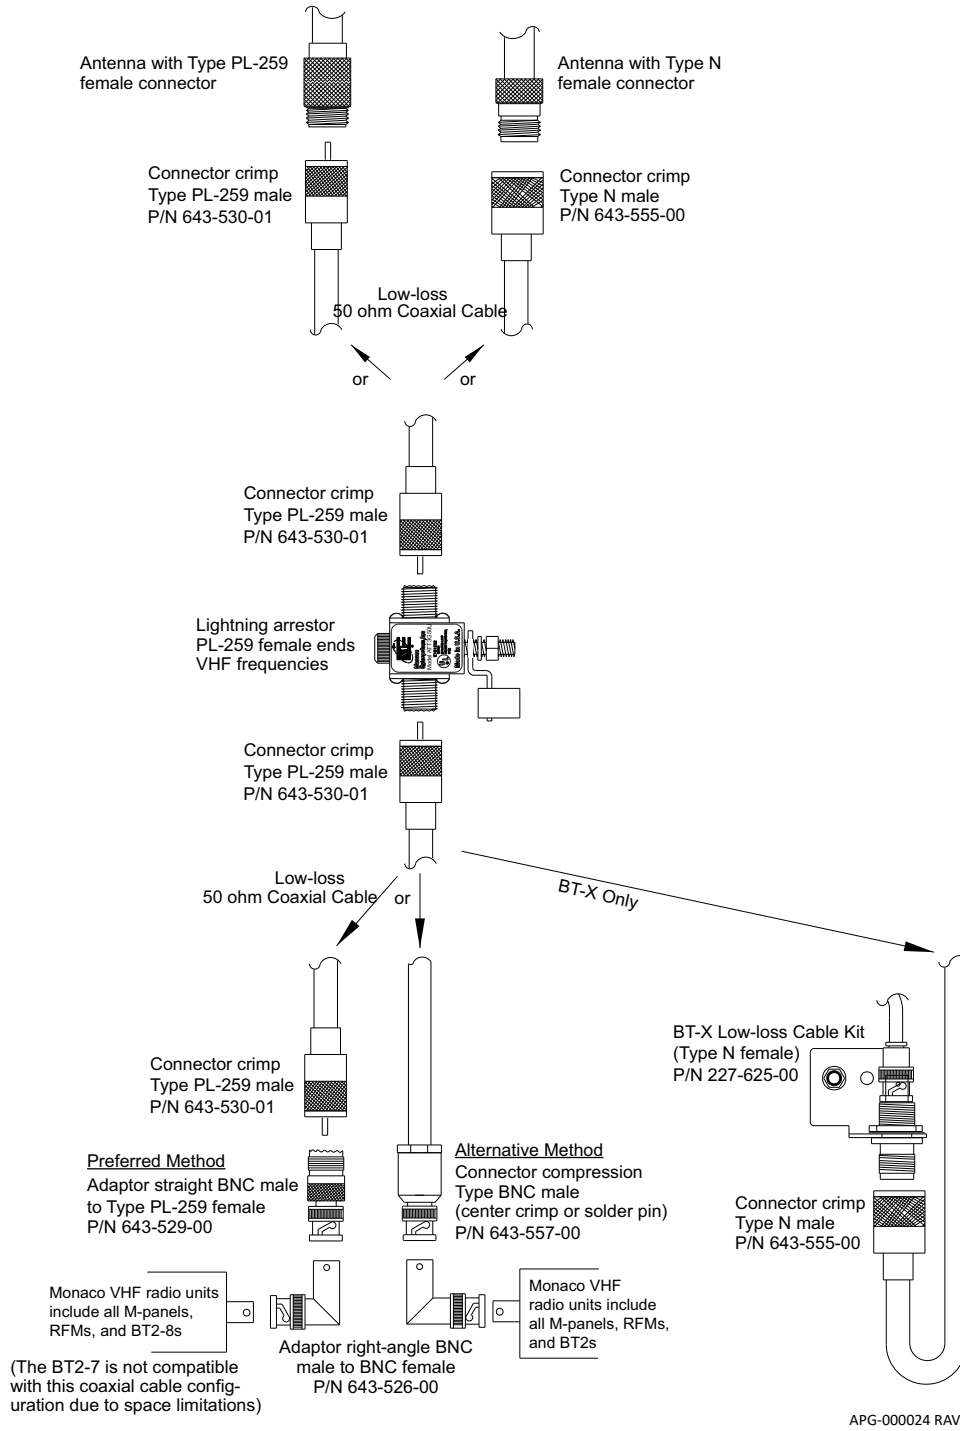 Antenna with Type PL-259
female connector
Antenna with Type N
female connector
Connector crimp
Type PL-259 male
P/N 643-530-01
Connector crimp
Type N male
P/N 643-555-00
Low-loss
50 ohm Coaxial Cable
or
or
Connector crimp
Type PL-259 male
P/N 643-530-01
Lightning arrestor
PL-259 female ends
VHF frequencies
Made in U.S.A.
Connector crimp
Type PL-259 male
P/N 643-530-01
Low-loss
50 ohm Coaxial Cable
or
BT-X Only
Connector crimp
Type PL-259 male
P/N 643-530-01
Preferred Method
Adaptor straight BNC male
to Type PL-259 female
P/N 643-529-00
Alternative Method
Connector compression
Type BNC male
(center crimp or solder pin)
P/N 643-557-00
BT-X Low-loss Cable Kit
(Type N female)
P/N 227-625-00
Connector crimp
Type N male
P/N 643-555-00
Monaco VHF radio units
include all M-panels,
RFMs, and BT2-8s
(The BT2-7 is not compatible
with this coaxial cable config-
uration due to space limitations)
Adaptor right-angle BNC
male to BNC female
P/N 643-526-00
Monaco VHF
radio units include
all M-panels, RFMs,
and BT2s
APG-000024 RAV